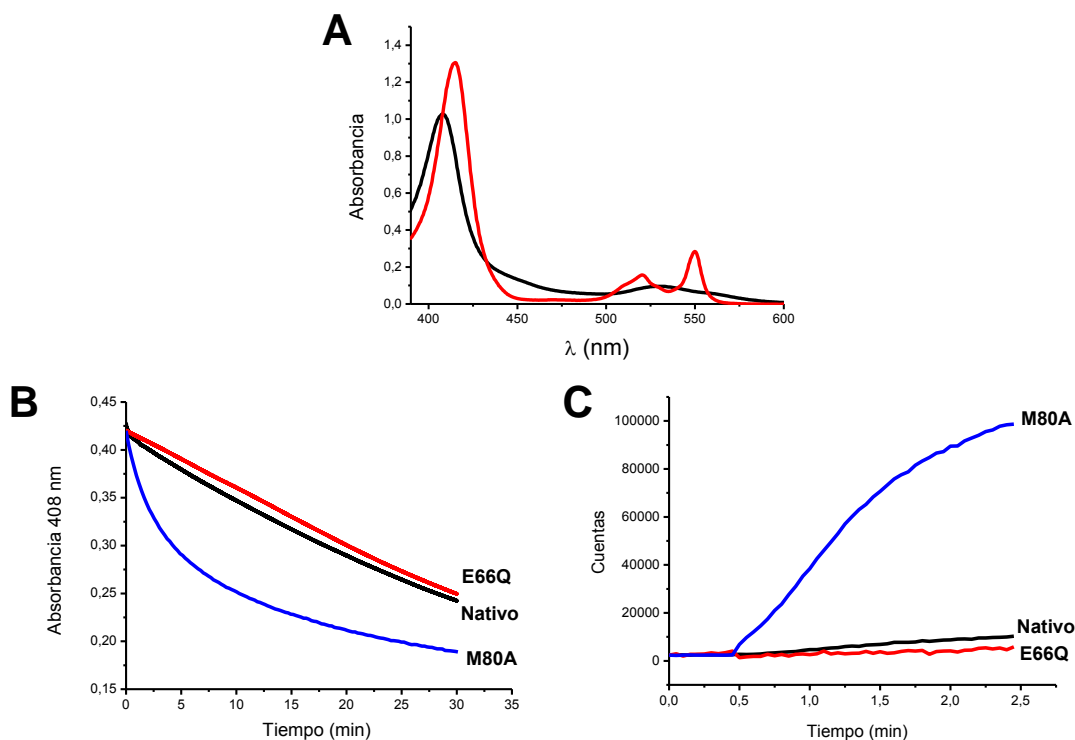 A
1,4
1,2
1,0
0,8
0,6
0,4
0,2
0,0
Absorbancia
400
450
500
550
600
λ (nm)
B
0,45
0,40
0,35
0,30
0,25
0,20
0,15
Absorbancia 408 nm
E66Q
Nativo
M80A
0
5
10
15
20
25
30
35
Tiempo (min)
C
100000
80000
60000
40000
20000
0
Cuentas
M80A
Nativo
E66Q
0,0
0,5
1,0
1,5
2,0
2,5
Tiempo (min)